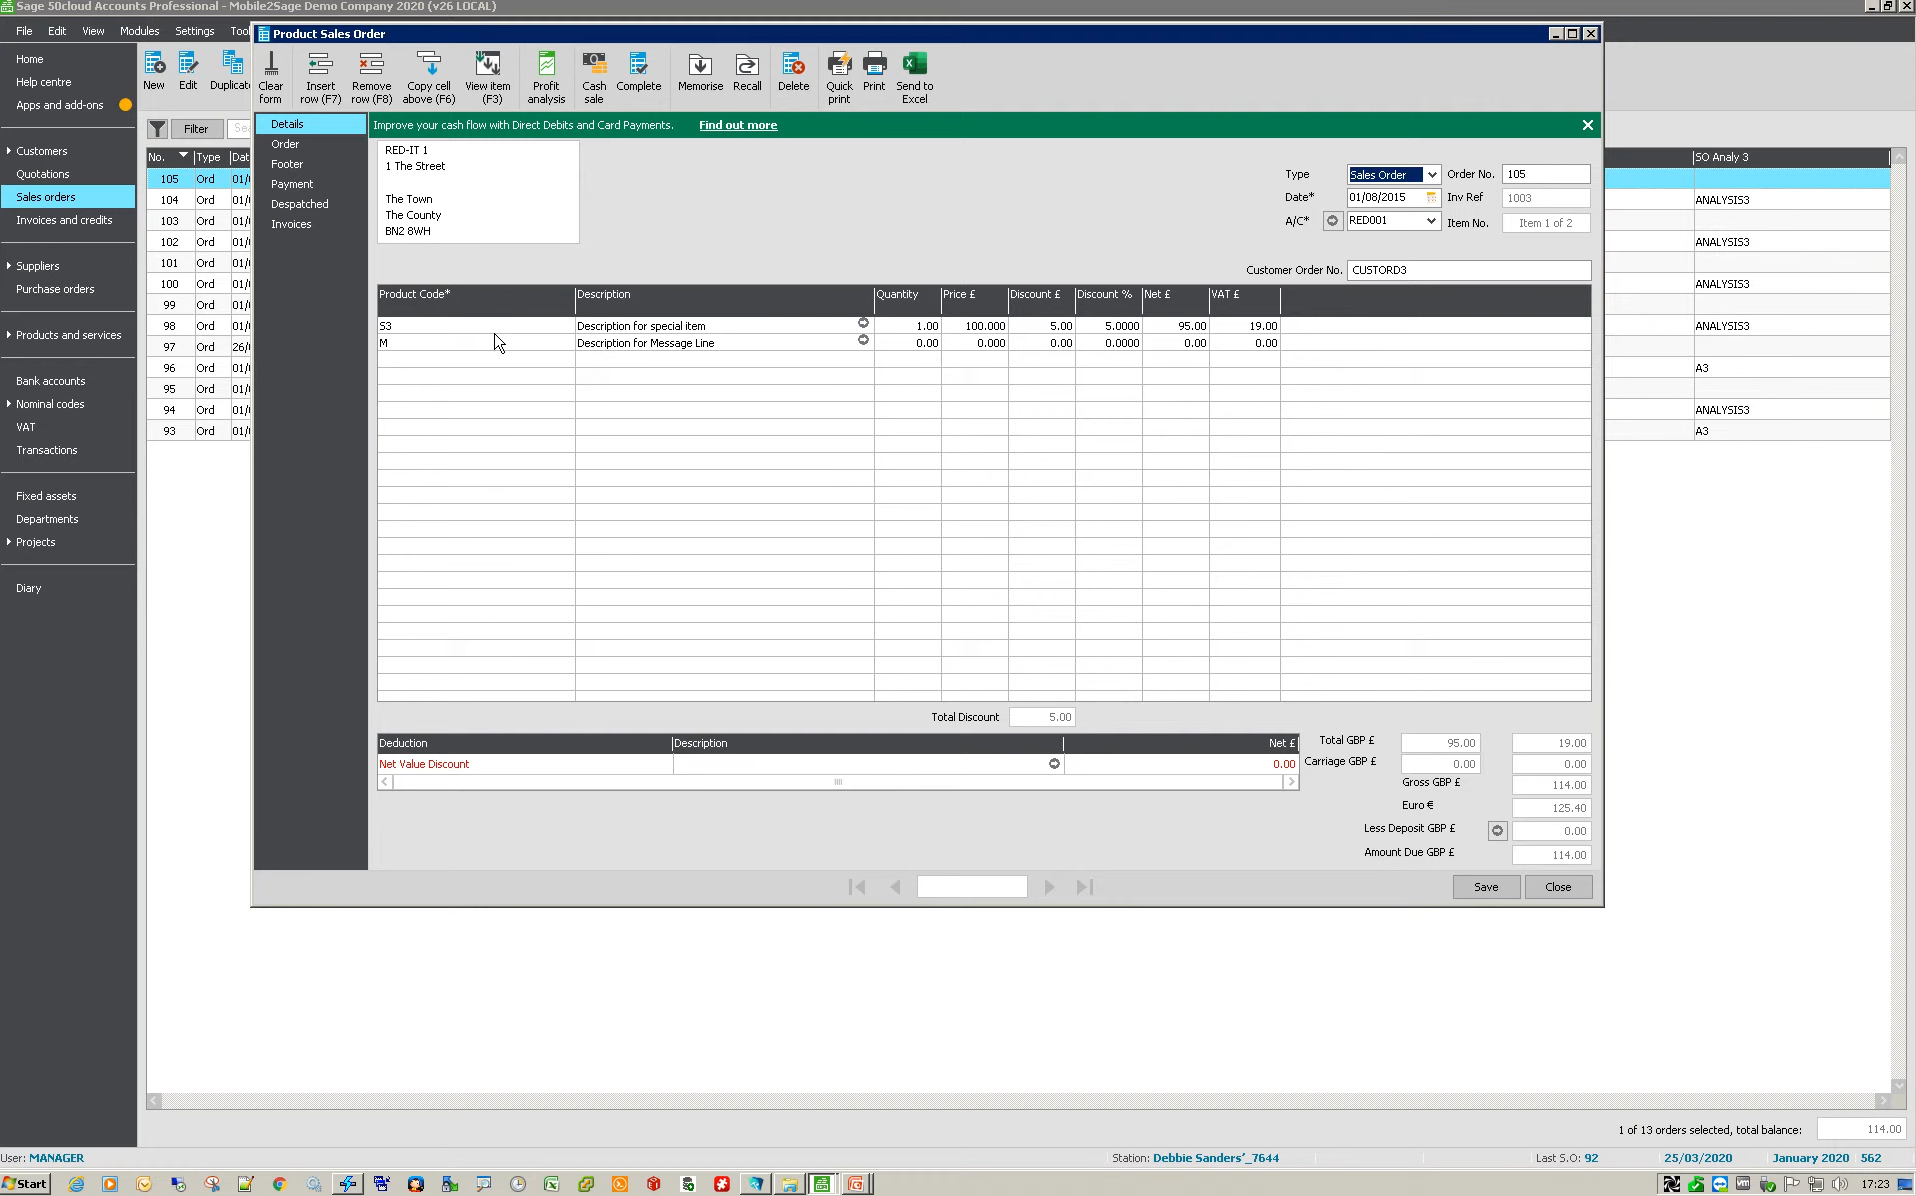 Sage 50cloud Accounts Professional - Mobile2Sage Demo Company 2020 (v26 LOCAL)
File Edit View Modules Settings
Home
Help centre
Apps and add-ons
Customers
Quotations
Sales orders
Invoices and credits
Suppliers
Purchase orders
Products and services
Bank accounts
Nominal codes
VAT
Transactions
Fixed assets
Departments
Projects
Diary
New Edit
Filter
No. Type
105 Ord
104 Ord
103 Ord
102 Ord
101 Ord
100 Ord
99 Ord
98 Ord
97 Ord
96 Ord
95 Ord
94 Ord
93 Ord
Product Sales Order
Clear form
Insert row (F7)
Remove row (F8)
Copy cell above (F6)
View item (F3)
Profit analysis
Cash sale
Complete
Memorise
Recall
Delete
Quick print
Print
Send to Excel
Details
Order
Footer
Payment
Despatched
Invoices
Improve your cash flow with Direct Debits and Card Payments. Find out more
RED-IT 1
1 The Street
The Town
The County
BN2 8WH
Type Sales Order Order No. 105
Date* 01/08/2015 Inv Ref 1003
A/C* RED001 Item No. Item 1 of 2
Customer Order No. CUSTORD3
Product Code* Description Quantity Price £ Discount £ Discount % Net £ VAT £
S3 Description for special item 1.00 100.000 5.00 5.0000 95.00 19.00
M Description for Message Line 0.00 0.000 0.00 0.0000 0.00 0.00
Total Discount 5.00
Deduction Description Net £
Net Value Discount 0.00
Total GBP £ 95.00 19.00
Carriage GBP £ 0.00 0.00
Gross GBP £ 114.00
Euro € 125.40
Less Deposit GBP £ 0.00
Amount Due GBP £ 114.00
Save Close
SO Analy 3
ANALYSIS3
ANALYSIS3
ANALYSIS3
ANALYSIS3
A3
ANALYSIS3
A3
1 of 13 orders selected, total balance: 114.00
User: MANAGER Station: Debbie Sanders'_7644 Last S.O: 92 25/03/2020 January 2020 562
Start 17:23